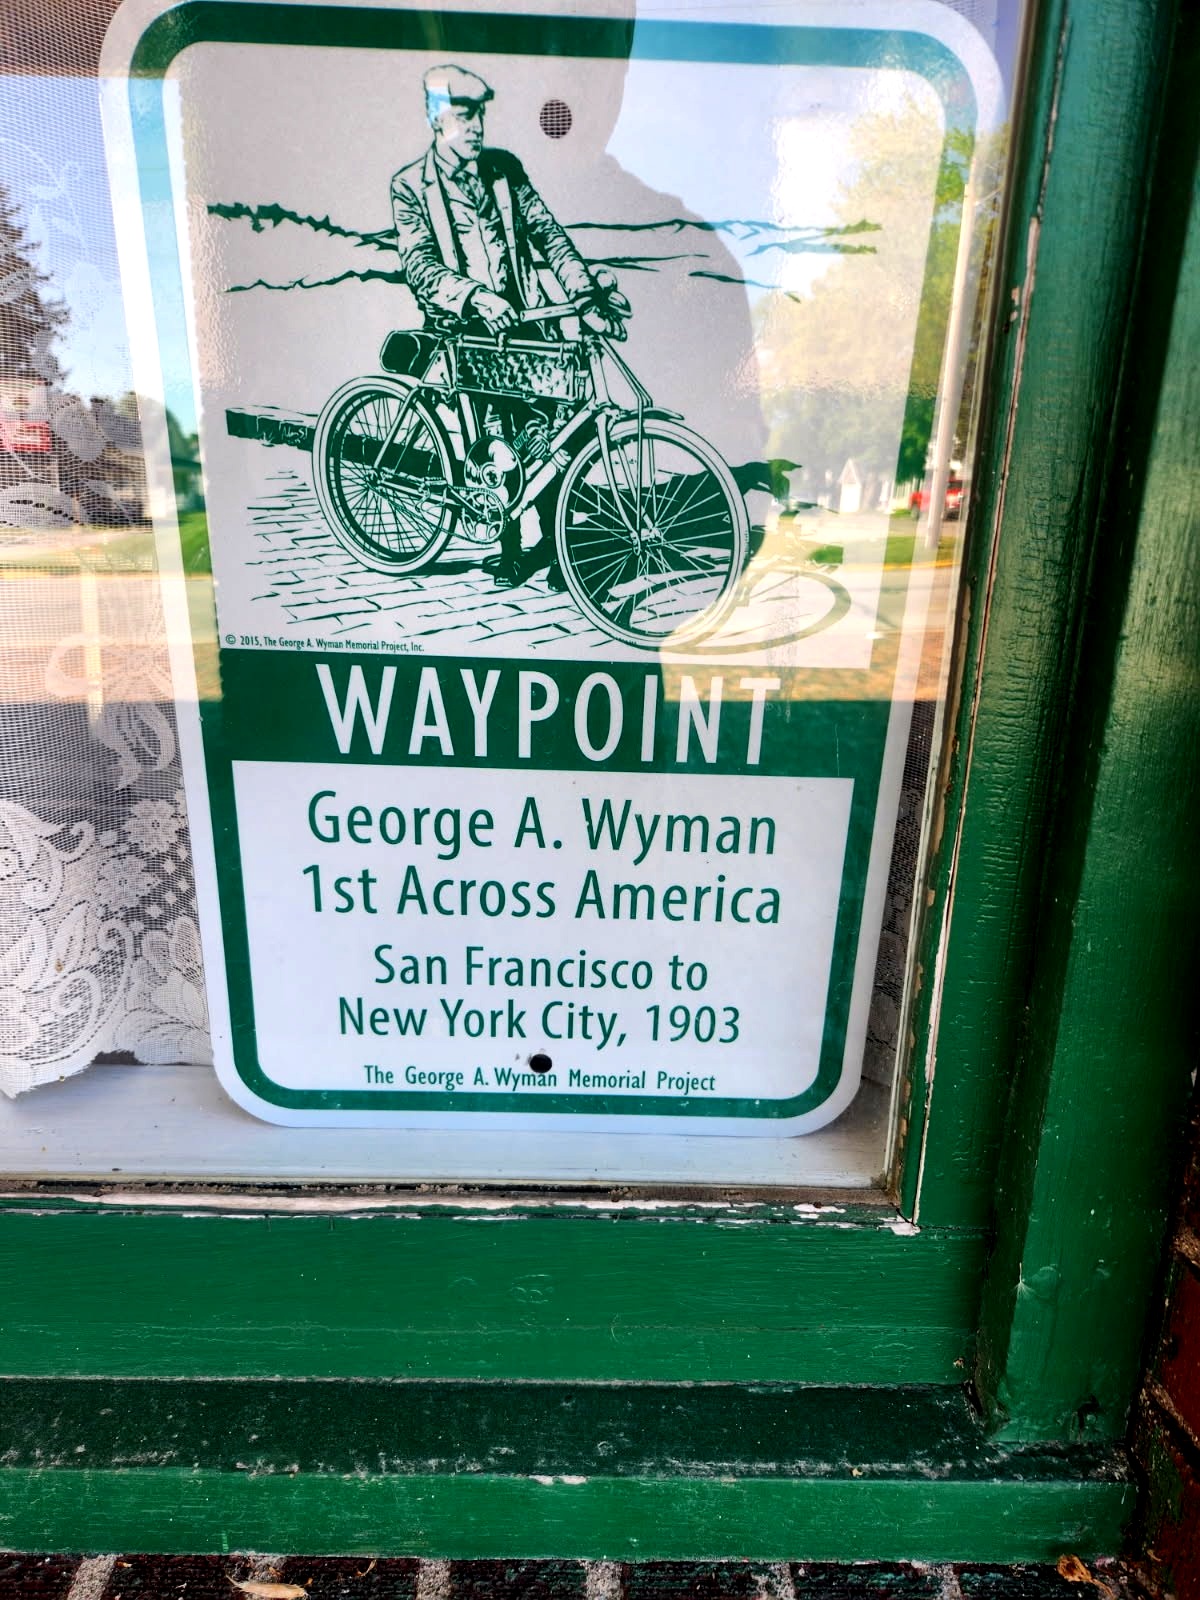 © 2015, The George A. Wyman Memorial Project, Inc.
WAYPOINT
George A. Wyman
1st Across America
San Francisco to
New York City, 1903
The George A. Wyman Memorial Project